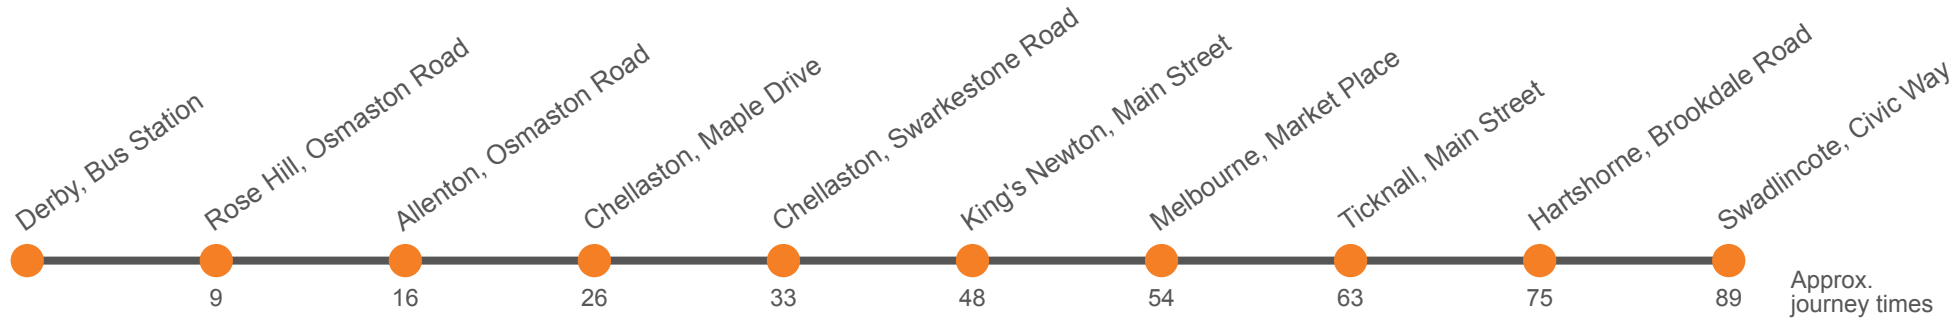 Derby, Bus Station
Rose Hill, Osmaston Road
Allenton, Osmaston Road
Chellaston, Maple Drive
Chellaston, Swarkestone Road
King's Newton, Main Street
Melbourne, Market Place
Ticknall, Main Street
Hartshorne, Brookdale Road
Swadlincote, Civic Way
9 16 26 33 48 54 63 75 89
Approx.
journey times